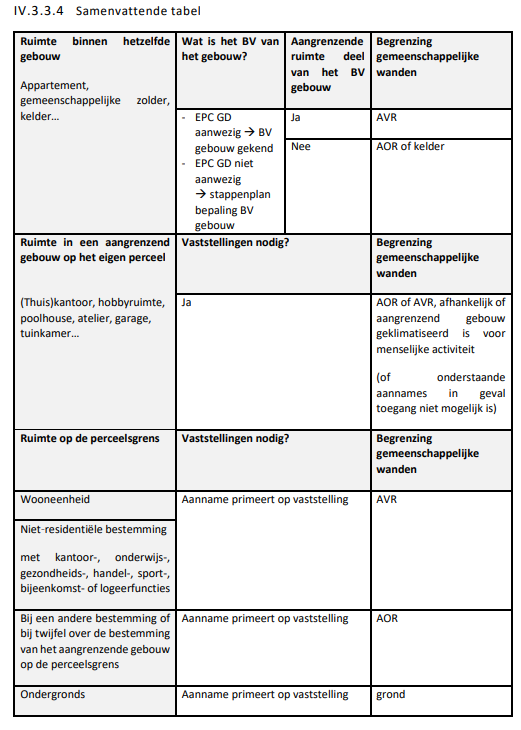 IV.3.3.4 Samenvattende tabel
Ruimte binnen hetzelfde
gebouw
Appartement,
gemeenschappelijke zolder,
kelder…
Wat is het BV van
het gebouw?
Aangrenzende
ruimte deel
van het BV
gebouw
Begrenzing
gemeenschappelijke
wanden
- EPC GD
aanwezig → BV
gebouw gekend
- EPC GD niet
aanwezig
→ stappenplan
bepaling BV
gebouw
Ja
AVR
Nee
AOR of kelder
Ruimte in een aangrenzend
gebouw op het eigen perceel
(Thuis)kantoor, hobbyruimte,
poolhouse, atelier, garage,
tuinkamer…
Vaststellingen nodig?
Begrenzing
gemeenschappelijke
wanden
Ja
AOR of AVR, afhankelijk of
aangrenzend gebouw
geklimatiseerd is voor
menselijke activiteit
(of onderstaande
aannames in geval
toegang niet mogelijk is)
Ruimte op de perceelsgrens
Vaststellingen nodig?
Begrenzing
gemeenschappelijke
wanden
Wooneenheid
Aanname primeert op vaststelling
AVR
Niet-residentiële bestemming
met kantoor-, onderwijs-,
gezondheids-, handel-, sport-,
bijeenkomst- of logeerfuncties
Bij een andere bestemming of
bij twijfel over de bestemming
van het aangrenzende gebouw
op de perceelsgrens
Aanname primeert op vaststelling
AOR
Ondergronds
Aanname primeert op vaststelling
grond